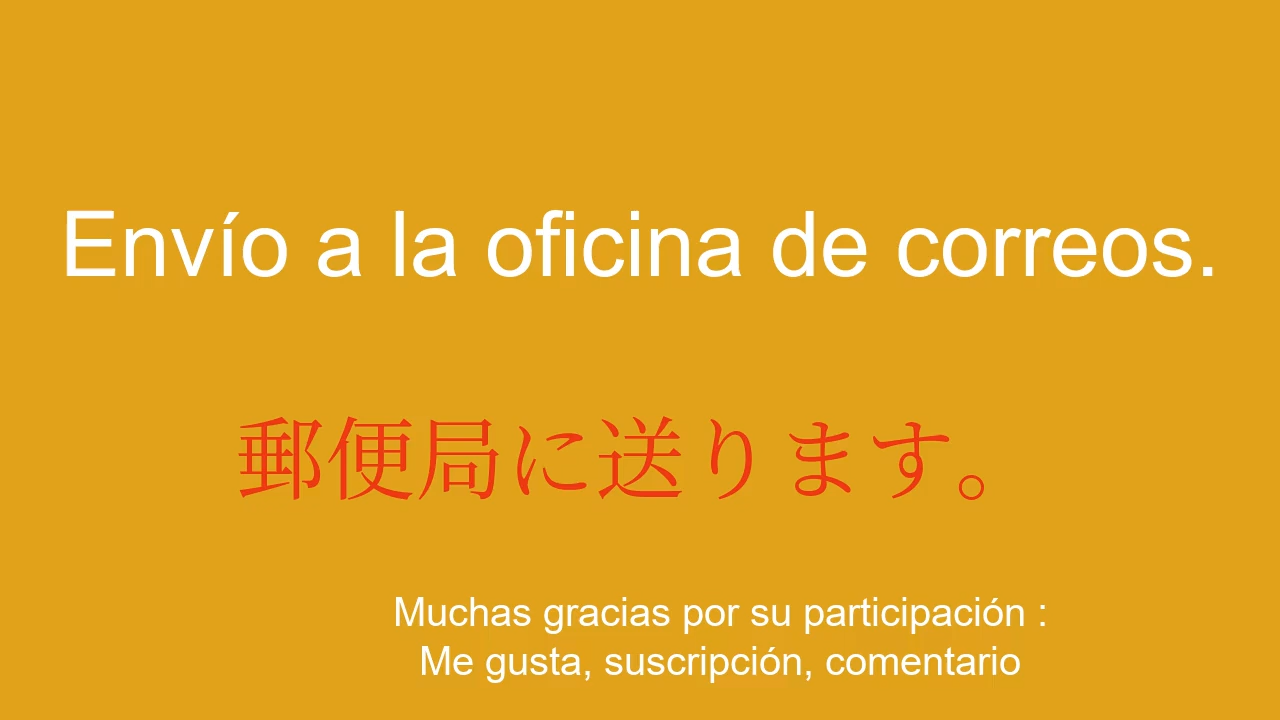 Envío a la oficina de correos.
郵便局に送ります。
Muchas gracias por su participación :
Me gusta, suscripción, comentario